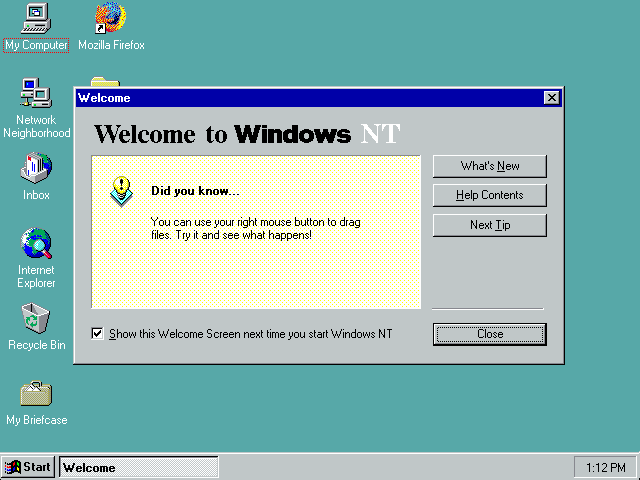 My Computer
Mozilla Firefox
Network
Neighborhood
Inbox
Internet
Explorer
Recycle Bin
My Briefcase
Welcome
Welcome to Windows NT
Did you know...
You can use your right mouse button to drag
files. Try it and see what happens!
What's New
Help Contents
Next Tip
Show this Welcome Screen next time you start Windows NT
Close
Start
Welcome
1:12 PM